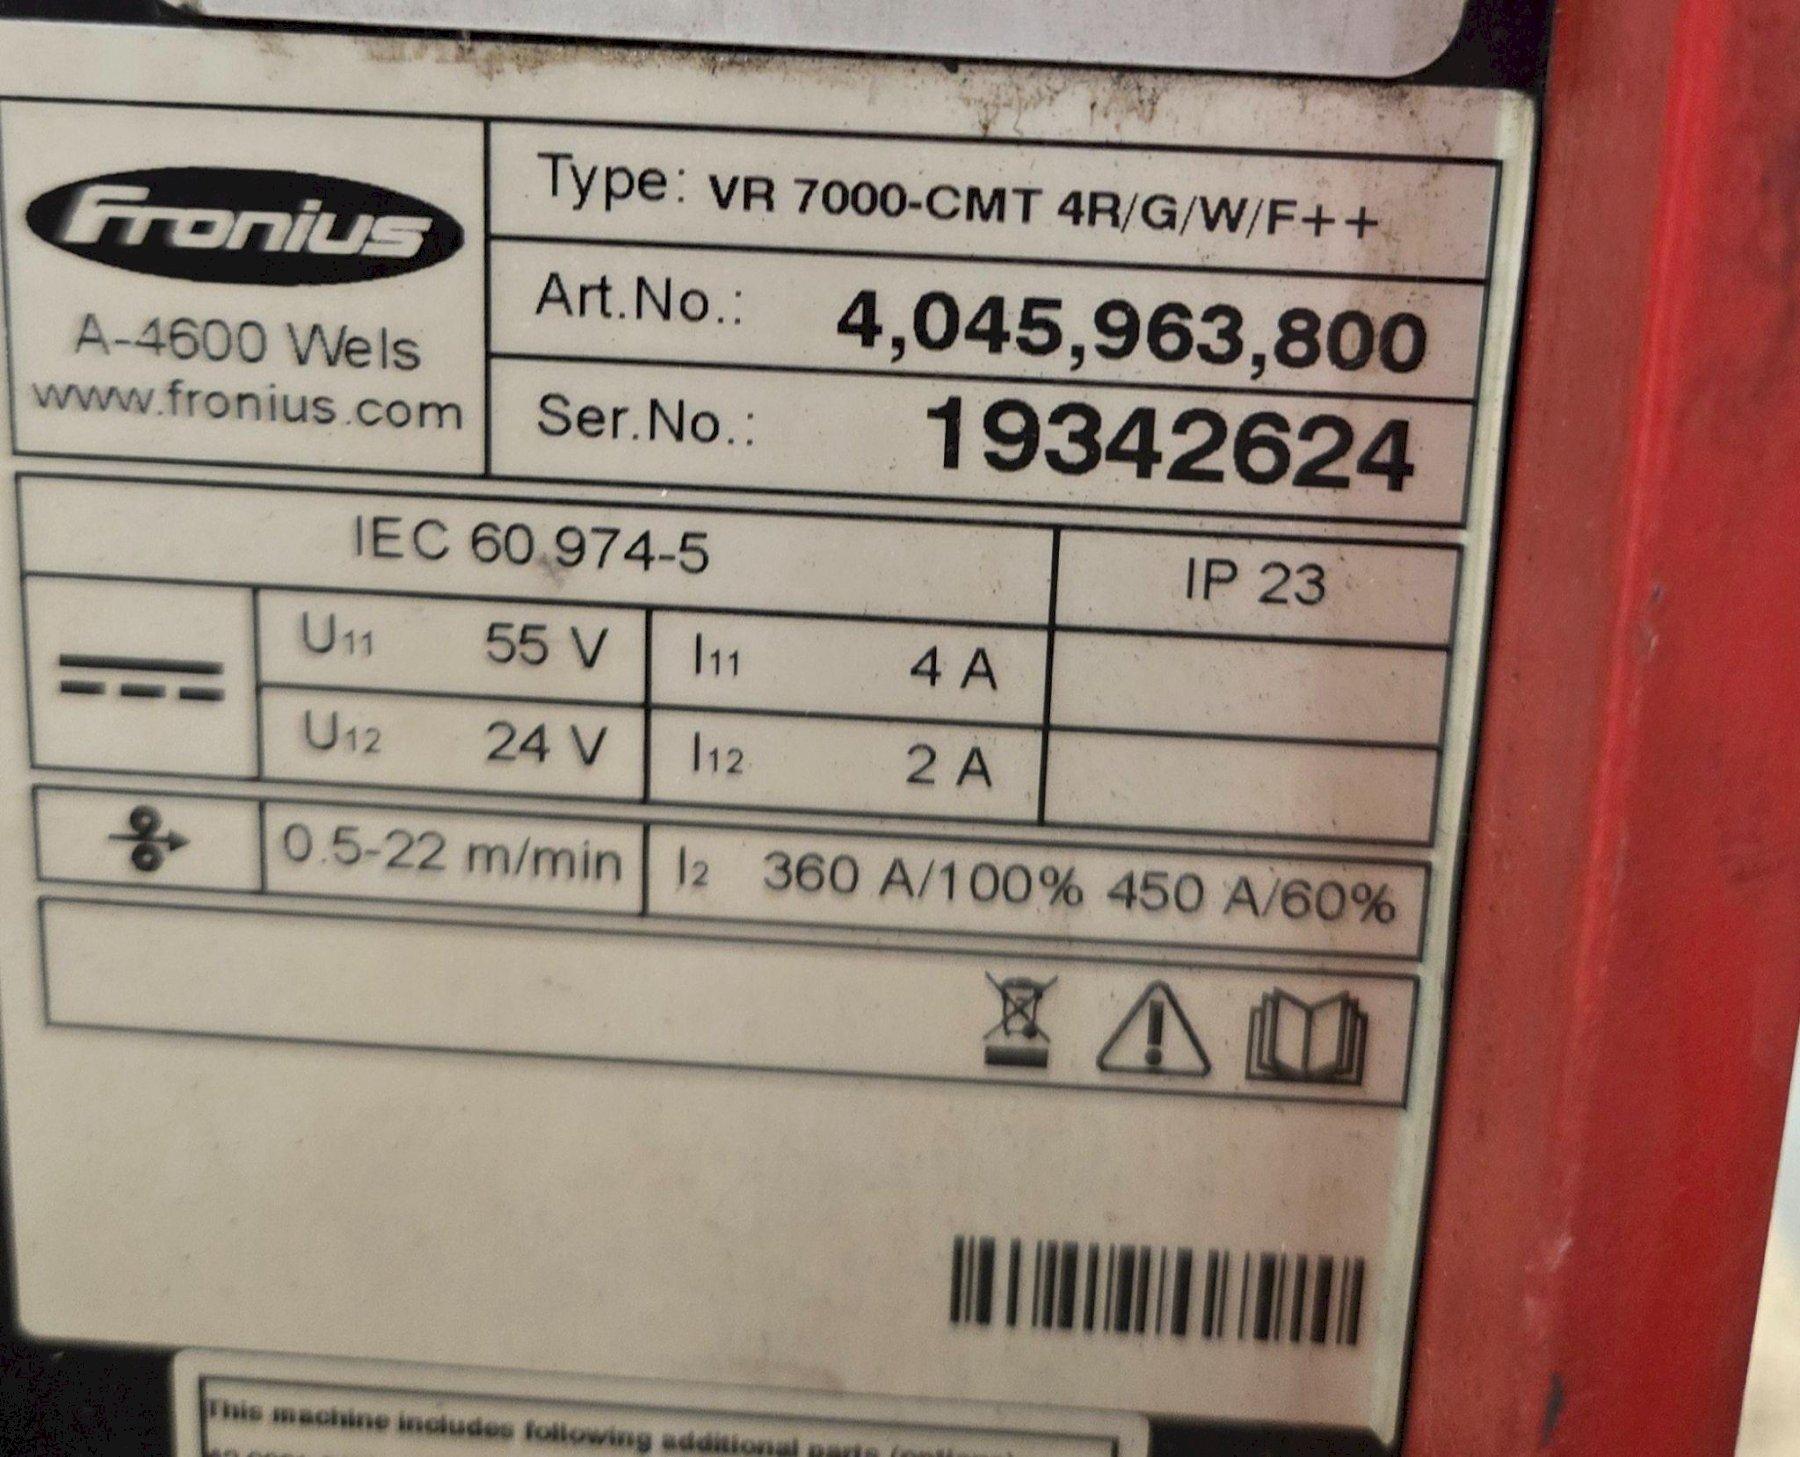 Fronius
A-4600 Wels
www.fronius.com
Type: VR 7000-CMT 4R/G/W/F++
Art.No.: 4,045,963,800
Ser.No.: 19342624
IEC 60 974-5 IP 23
U11 55 V I11 4 A
U12 24 V I12 2 A
0.5-22 m/min I2 360 A/100% 450 A/60%
This machine includes following additional parts